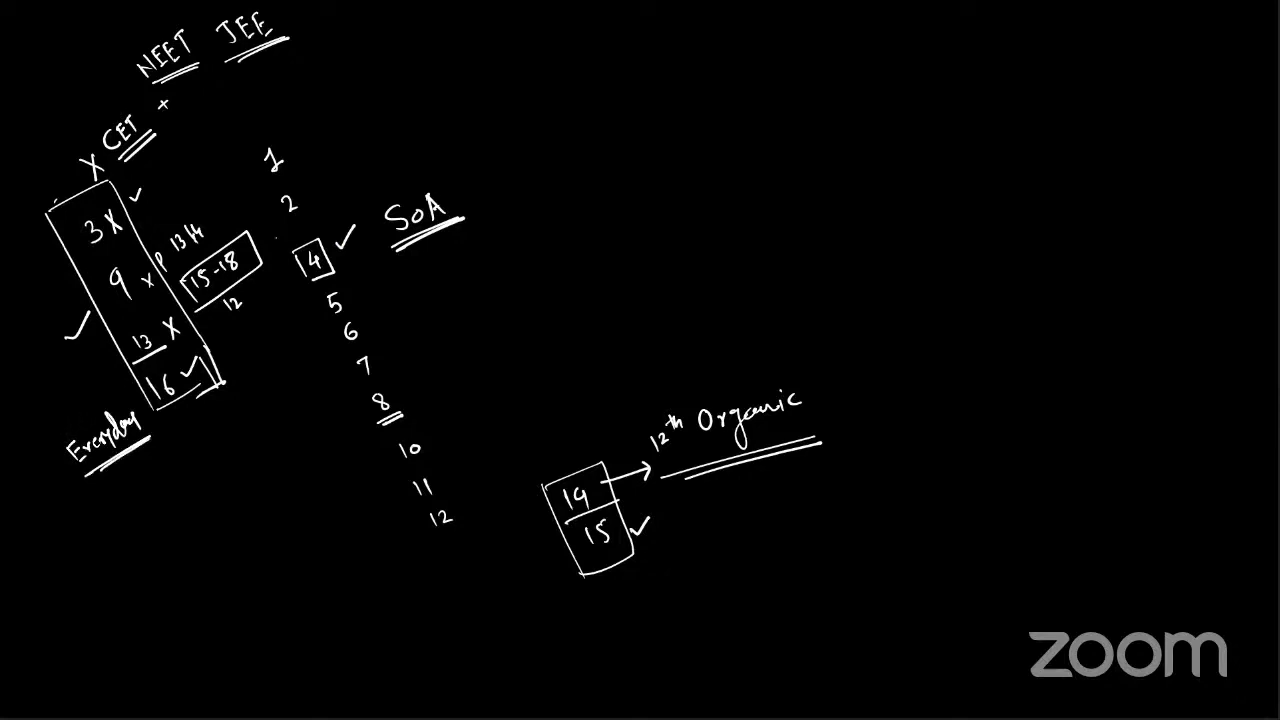 NEET JEE
CET +
X
3 X
9 x P 13/14
15-18
12
13 X
16
Everyday
1
2
4 SOA
5
6
7
8
10
11
12
12th Organic
14
15
zoom